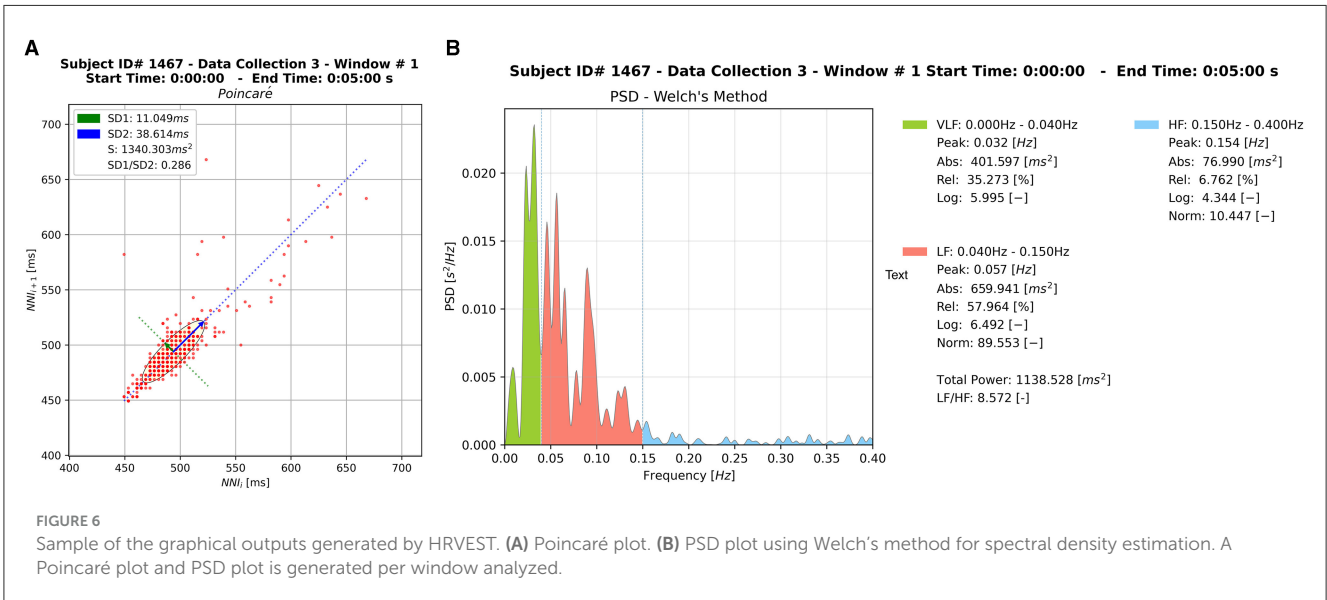 A
Subject ID# 1467 - Data Collection 3 - Window # 1
Start Time: 0:00:00 - End Time: 0:05:00 s
Poincaré
SD1: 11.049ms
SD2: 38.614ms
S: 1340.303ms²
SD1/SD2: 0.286
700
650
600
550
500
450
400
NNIᵢ₊₁ [ms]
400 450 500 550 600 650 700
NNIᵢ [ms]
B
Subject ID# 1467 - Data Collection 3 - Window # 1 Start Time: 0:00:00 - End Time: 0:05:00 s
PSD - Welch's Method
0.020
0.015
0.010
0.005
0.000
PSD [s²/Hz]
0.00 0.05 0.10 0.15 0.20 0.25 0.30 0.35 0.40
Frequency [Hz]
VLF: 0.000Hz - 0.040Hz
Peak: 0.032 [Hz]
Abs: 401.597 [ms²]
Rel: 35.273 [%]
Log: 5.995 [−]
HF: 0.150Hz - 0.400Hz
Peak: 0.154 [Hz]
Abs: 76.990 [ms²]
Rel: 6.762 [%]
Log: 4.344 [−]
Norm: 10.447 [−]
Text
LF: 0.040Hz - 0.150Hz
Peak: 0.057 [Hz]
Abs: 659.941 [ms²]
Rel: 57.964 [%]
Log: 6.492 [−]
Norm: 89.553 [−]
Total Power: 1138.528 [ms²]
LF/HF: 8.572 [-]
FIGURE 6
Sample of the graphical outputs generated by HRVEST. (A) Poincaré plot. (B) PSD plot using Welch's method for spectral density estimation. A
Poincaré plot and PSD plot is generated per window analyzed.